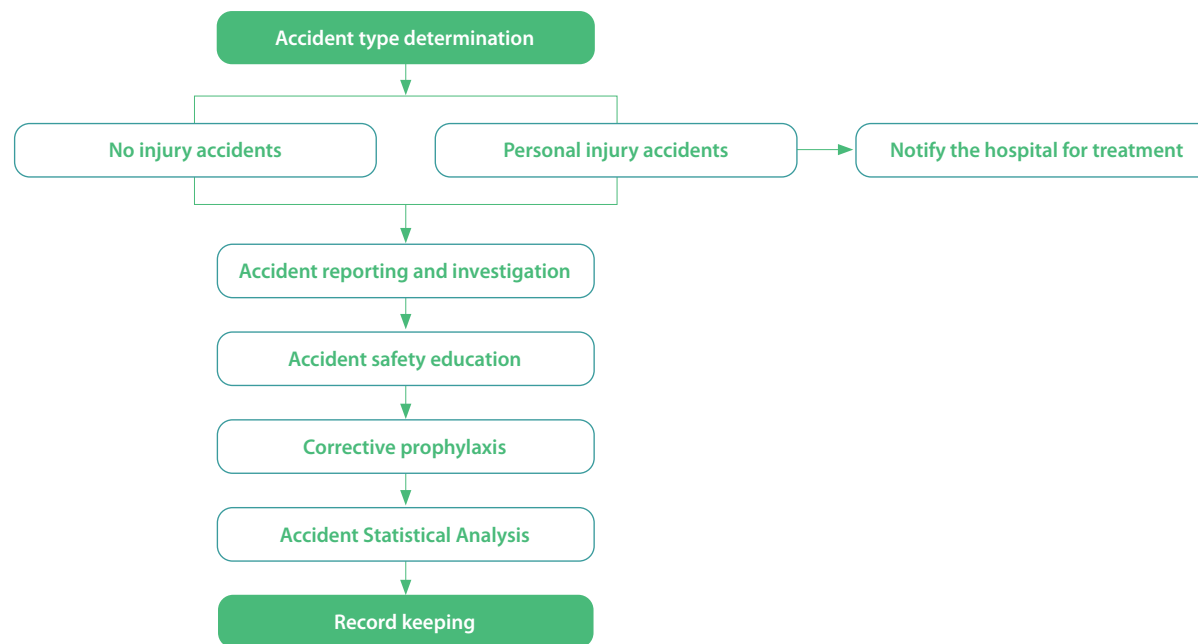 Accident type determination
No injury accidents
Personal injury accidents
Notify the hospital for treatment
Accident reporting and investigation
Accident safety education
Corrective prophylaxis
Accident Statistical Analysis
Record keeping